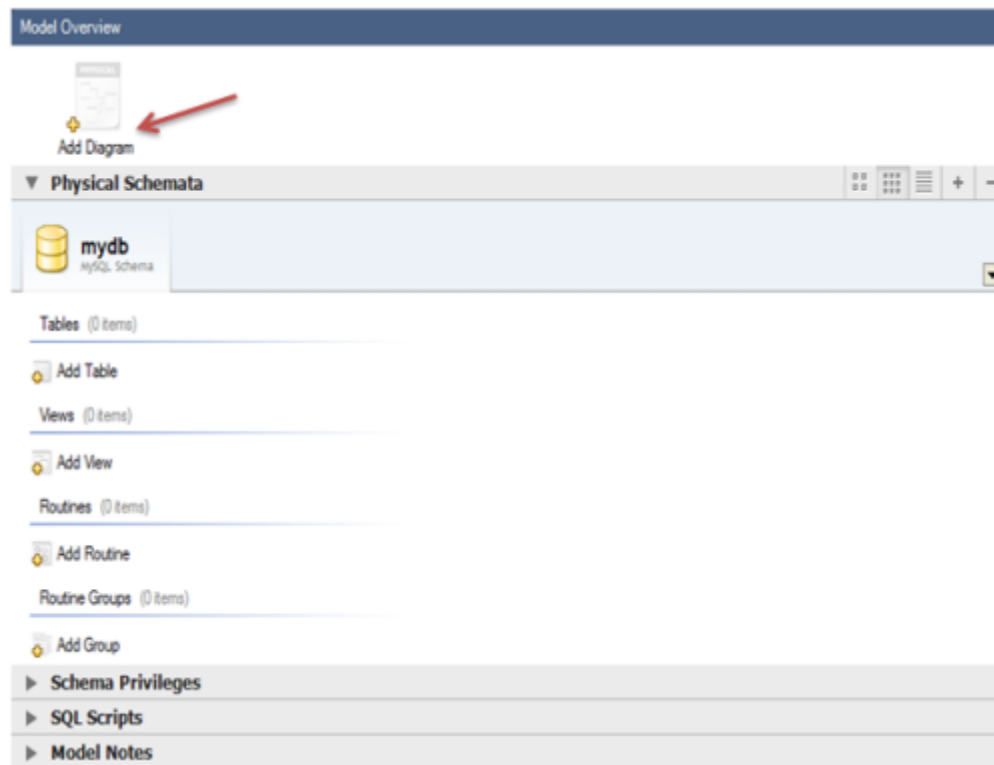 Model Overview
PHYSICAL
Add Diagram
Physical Schemata
mydb
MySQL Schema
Tables (0 items)
Add Table
Views (0 items)
Add View
Routines (0 items)
Add Routine
Routine Groups (0 items)
Add Group
Schema Privileges
SQL Scripts
Model Notes